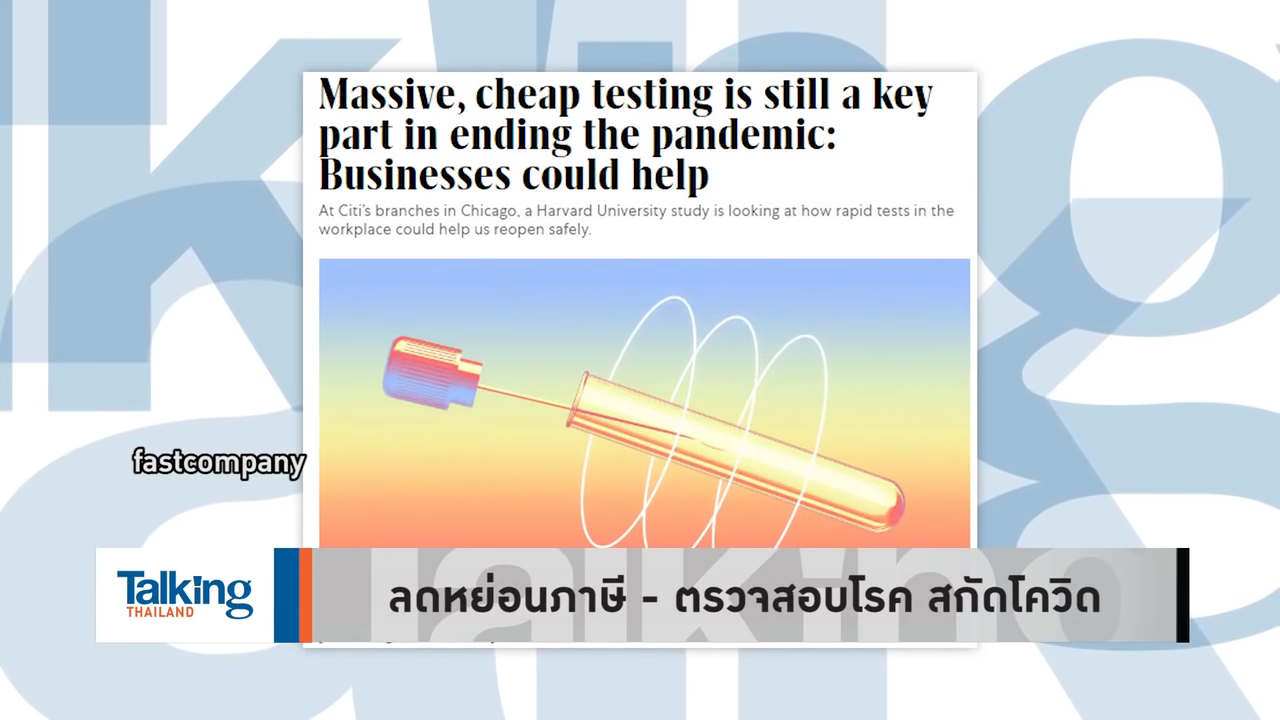 Massive, cheap testing is still a key
part in ending the pandemic:
Businesses could help
At Citi's branches in Chicago, a Harvard University study is looking at how rapid tests in the
workplace could help us reopen safely.
fastcompany
Talking
THAILAND
ลดหย่อนภาษี - ตรวจสอบโรค สกัดโควิด